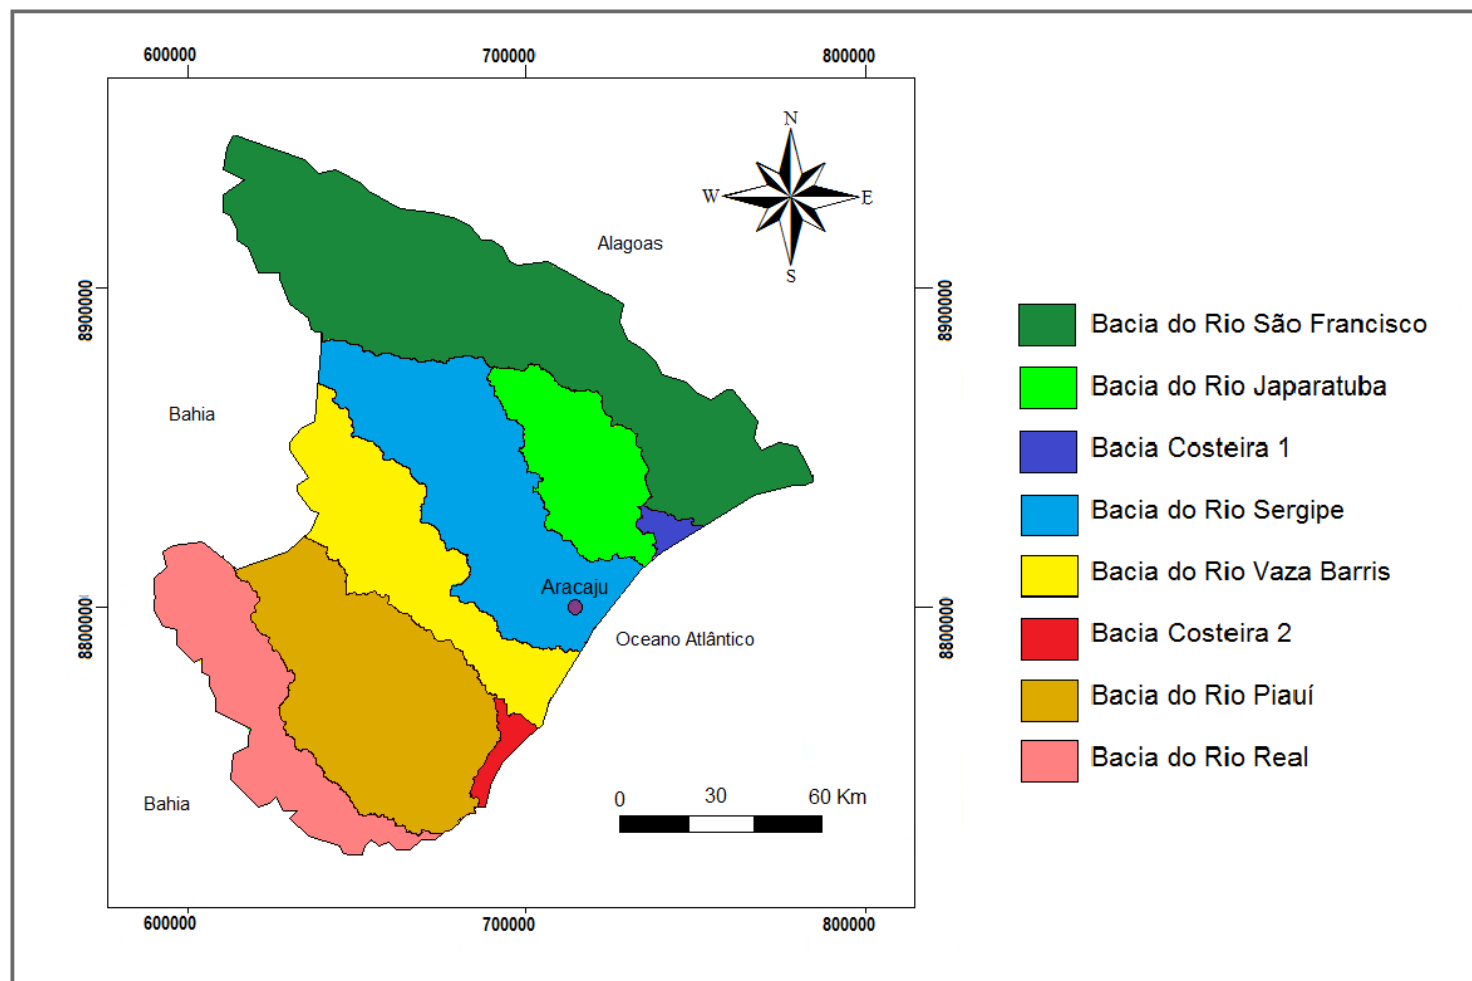 600000 700000 800000
N
W E
S
Alagoas
8900000 8900000
Bahia
Aracaju
Oceano Atlântico
8800000 8800000
Bahia
0 30 60 Km
600000 700000 800000
Bacia do Rio São Francisco
Bacia do Rio Japaratuba
Bacia Costeira 1
Bacia do Rio Sergipe
Bacia do Rio Vaza Barris
Bacia Costeira 2
Bacia do Rio Piauí
Bacia do Rio Real